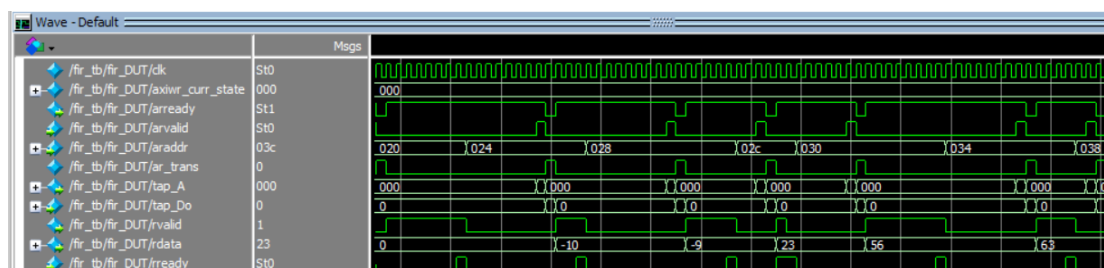 Wave - Default
Msgs
/fir_tb/fir_DUT/clk St0
/fir_tb/fir_DUT/axiwr_curr_state 000 000
/fir_tb/fir_DUT/arready St1
/fir_tb/fir_DUT/arvalid St0
/fir_tb/fir_DUT/araddr 03c 020 024 028 02c 030 034 038
/fir_tb/fir_DUT/ar_trans 0
/fir_tb/fir_DUT/tap_A 000 000 000 000 000 000 000
/fir_tb/fir_DUT/tap_Do 0 0 0 0 0 0 0
/fir_tb/fir_DUT/rvalid 1
/fir_tb/fir_DUT/rdata 23 0 -10 -9 23 56 63
/fir_tb/fir_DUT/rready St0